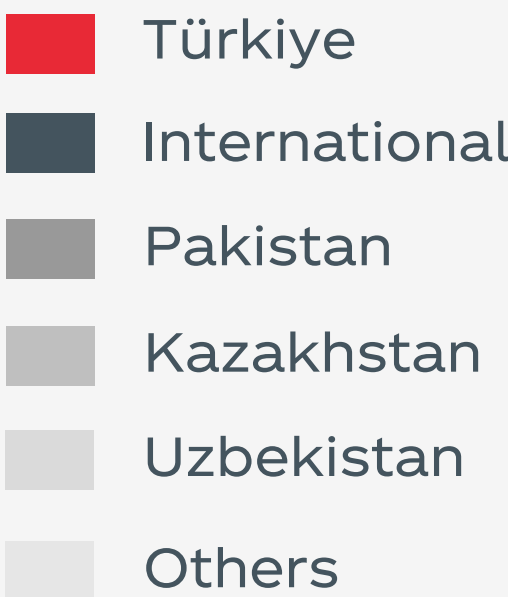 Türkiye
International
Pakistan
Kazakhstan
Uzbekistan
Others